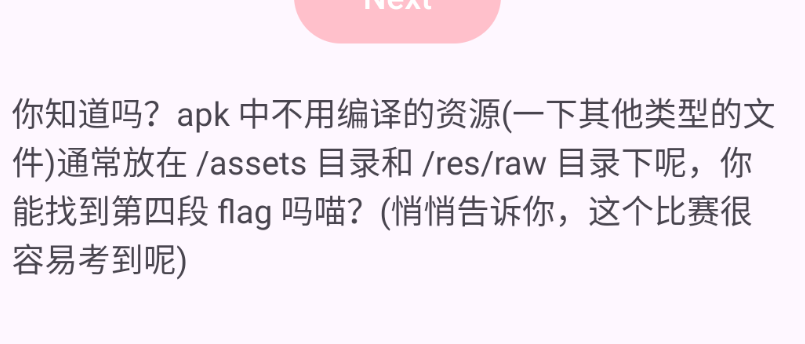 Next
你知道吗？apk 中不用编译的资源(一下其他类型的文
件)通常放在 /assets 目录和 /res/raw 目录下呢，你
能找到第四段 flag 吗喵？(悄悄告诉你，这个比赛很
容易考到呢)